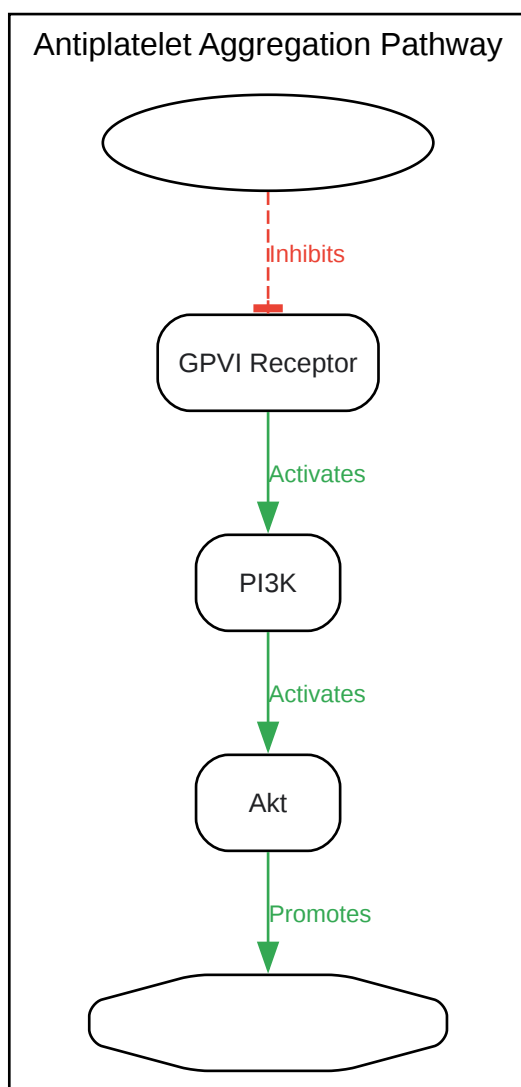 Antiplatelet Aggregation Pathway
Inhibits
GPVI Receptor
Activates
PI3K
Activates
Akt
Promotes